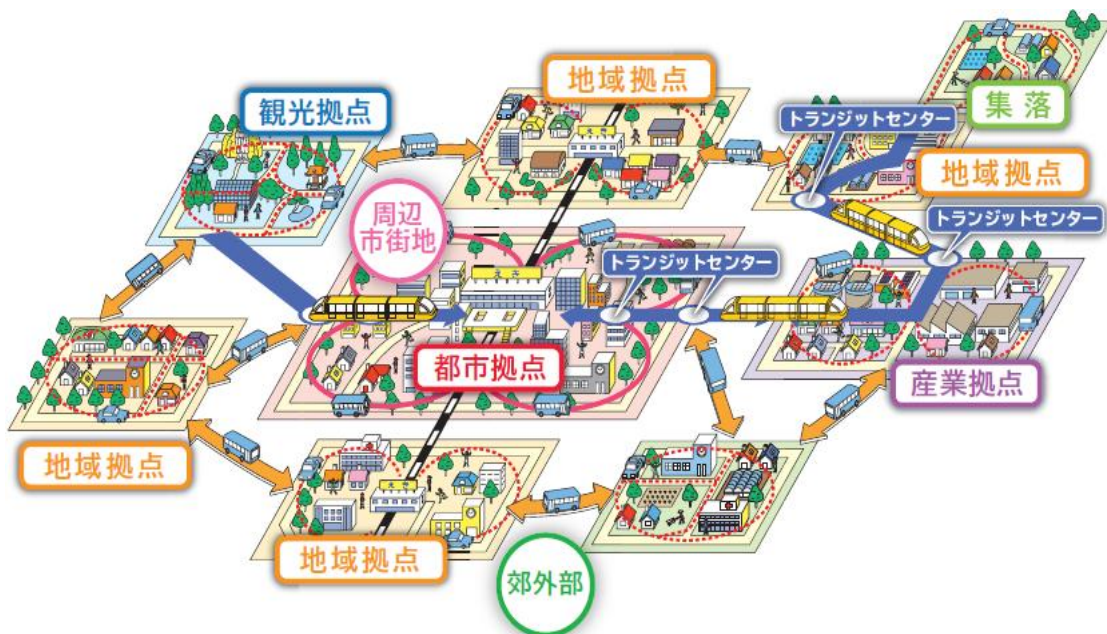 地域拠点
観光拠点
トランジットセンター
集落
地域拠点
周辺
市街地
トランジットセンター
トランジットセンター
都市拠点
産業拠点
地域拠点
地域拠点
郊外部